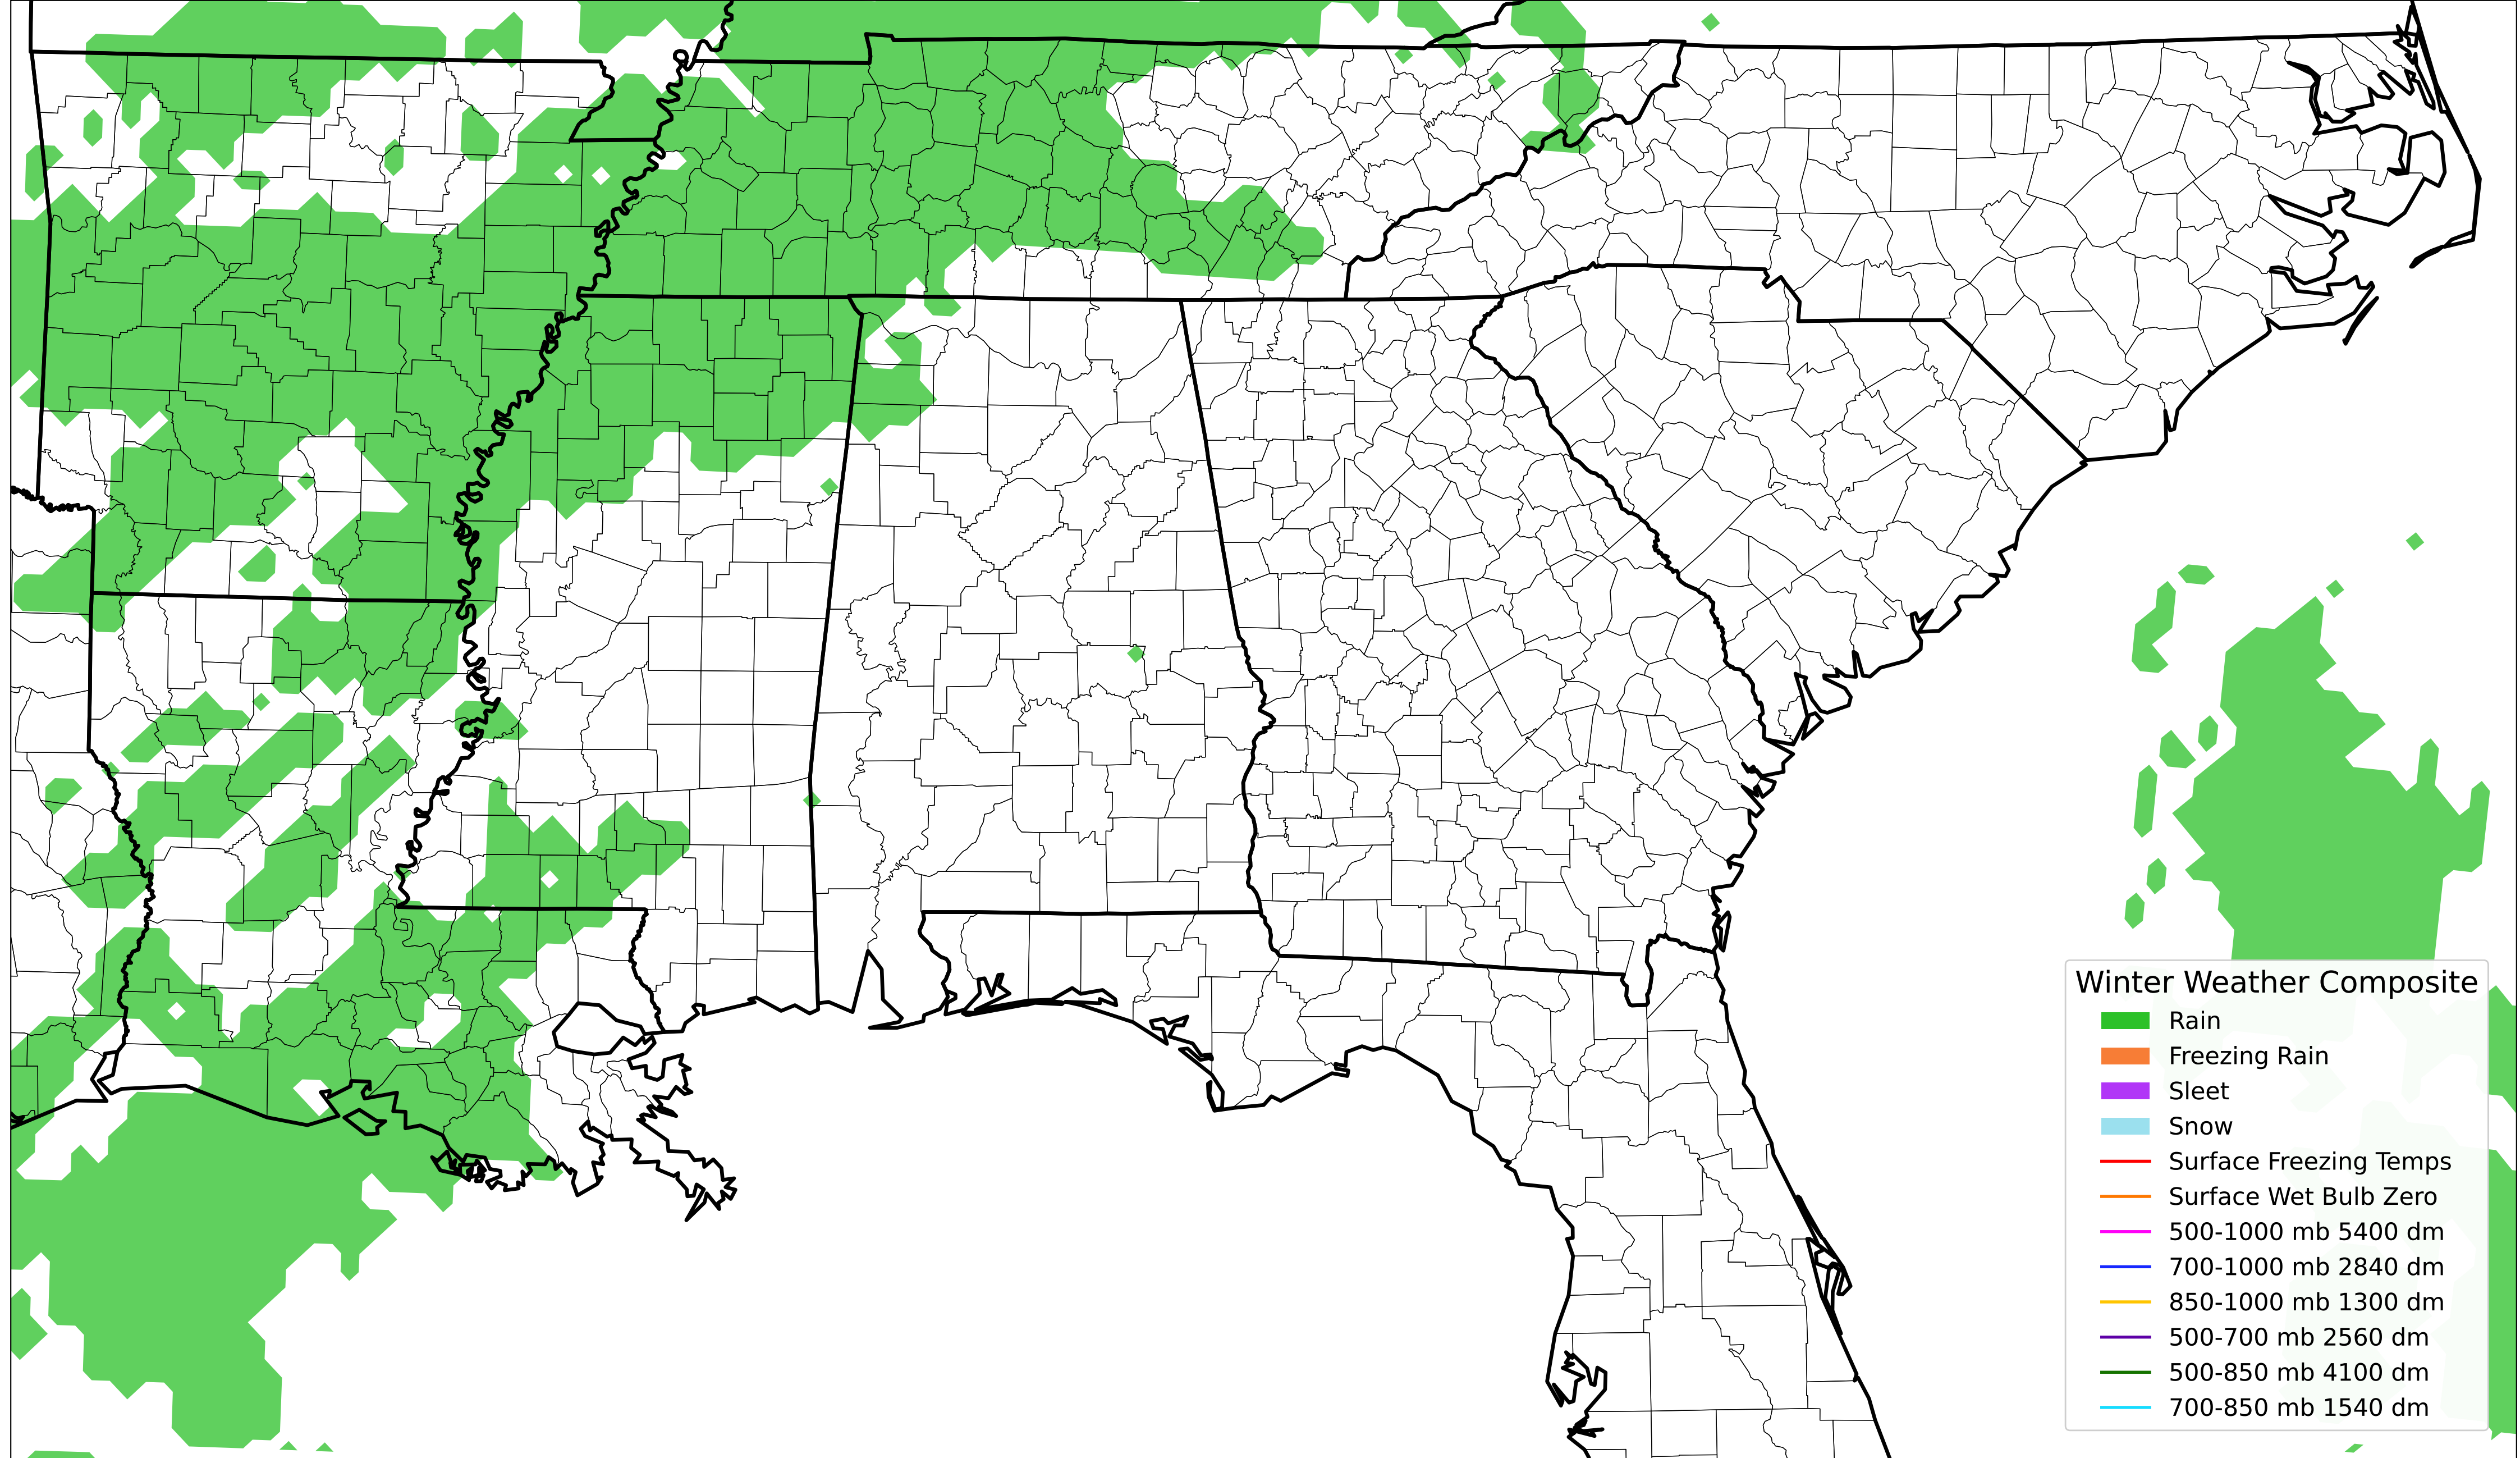 Winter Weather Composite
Rain
Freezing Rain
Sleet
Snow
Surface Freezing Temps
Surface Wet Bulb Zero
500-1000 mb 5400 dm
700-1000 mb 2840 dm
850-1000 mb 1300 dm
500-700 mb 2560 dm
500-850 mb 4100 dm
700-850 mb 1540 dm